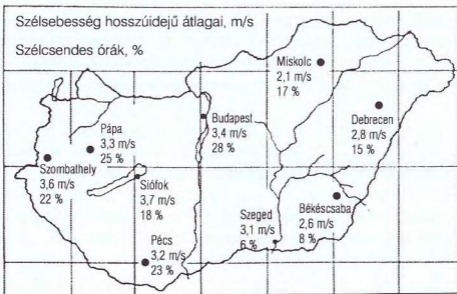 Szélsebesség hosszúidejű átlagai, m/s
Szélcsendes órák, %
Miskolc
2,1 m/s
17 %
Budapest
3,4 m/s
28 %
Debrecen
2,8 m/s
15 %
Pápa
3,3 m/s
25 %
Szombathely
3,6 m/s
22 %
Siófok
3,7 m/s
18 %
Békéscsaba
2,6 m/s
8 %
Szeged
3,1 m/s
6 %
Pécs
3,2 m/s
23 %